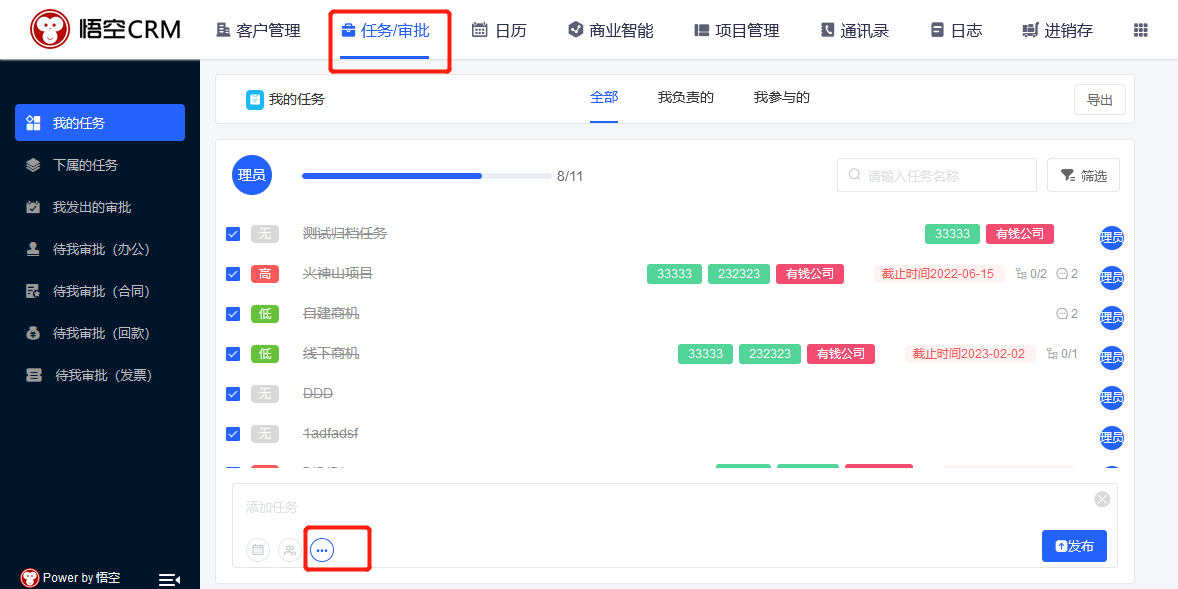 悟空CRM 客户管理 任务/审批 日历 商业智能 项目管理 通讯录 日志 进销存
我的任务 全部 我负责的 我参与的 导出
我的任务
下属的任务
我发出的审批
待我审批（办公）
待我审批（合同）
待我审批（回款）
待我审批（发票）
理员 8/11 请输入任务名称 筛选
无 测试归档任务 33333 有钱公司 理员
高 火神山项目 33333 232323 有钱公司 截止时间2022-06-15 0/2 2 理员
低 自建商机 2 理员
低 线下商机 33333 232323 有钱公司 截止时间2023-02-02 0/1 理员
无 DDD 理员
无 1adfadsf 理员
添加任务
发布
Power by 悟空